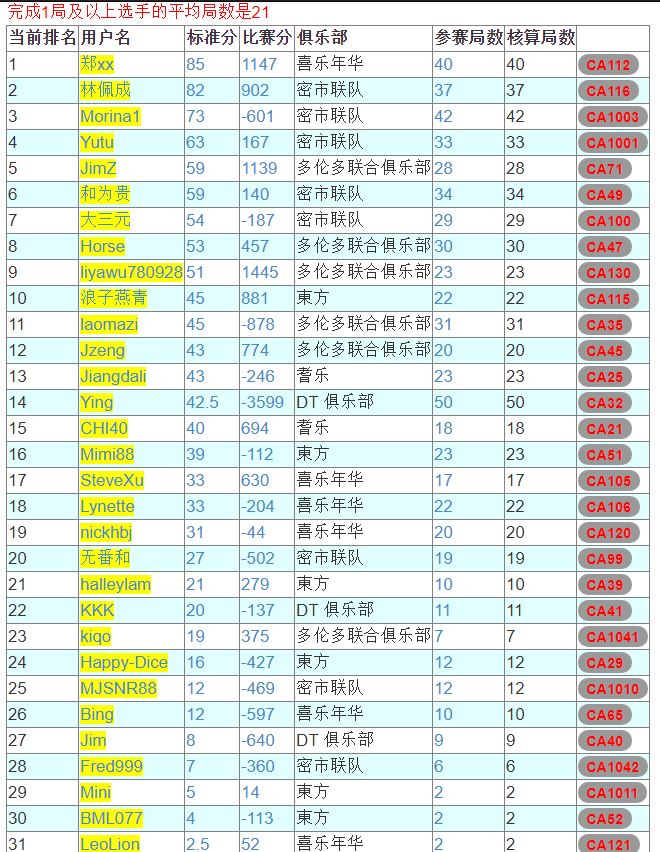 完成1局及以上选手的平均局数是21
当前排名 用户名 标准分 比赛分 俱乐部 参赛局数 核算局数
1 郑xx 85 1147 喜乐年华 40 40 CA112
2 林佩成 82 902 密市联队 37 37 CA116
3 Morina1 73 -601 密市联队 42 42 CA1003
4 Yutu 63 167 密市联队 33 33 CA1001
5 JimZ 59 1139 多伦多联合俱乐部 28 28 CA71
6 和为贵 59 140 密市联队 34 34 CA49
7 大三元 54 -187 密市联队 29 29 CA100
8 Horse 53 457 多伦多联合俱乐部 30 30 CA47
9 liyawu780928 51 1445 多伦多联合俱乐部 23 23 CA130
10 浪子燕青 45 881 東方 22 22 CA115
11 laomazi 45 -878 多伦多联合俱乐部 31 31 CA35
12 Jzeng 43 774 多伦多联合俱乐部 20 20 CA45
13 Jiangdali 43 -246 耆乐 23 23 CA25
14 Ying 42.5 -3599 DT 俱乐部 50 50 CA32
15 CHI40 40 694 耆乐 18 18 CA21
16 Mimi88 39 -112 東方 23 23 CA51
17 SteveXu 33 630 喜乐年华 17 17 CA105
18 Lynette 33 -204 喜乐年华 22 22 CA106
19 nickhbj 31 -44 喜乐年华 20 20 CA120
20 无番和 27 -502 密市联队 19 19 CA99
21 halleylam 21 279 東方 10 10 CA39
22 KKK 20 -137 DT 俱乐部 11 11 CA41
23 kiqo 19 375 多伦多联合俱乐部 7 7 CA1041
24 Happy-Dice 16 -427 東方 12 12 CA29
25 MJSNR88 12 -469 密市联队 12 12 CA1010
26 Bing 12 -597 喜乐年华 10 10 CA65
27 Jim 8 -640 DT 俱乐部 9 9 CA40
28 Fred999 7 -360 密市联队 6 6 CA1042
29 Mini 5 14 東方 2 2 CA1011
30 BML077 4 -113 東方 2 2 CA52
31 LeoLion 2.5 52 喜乐年华 2 2 CA121